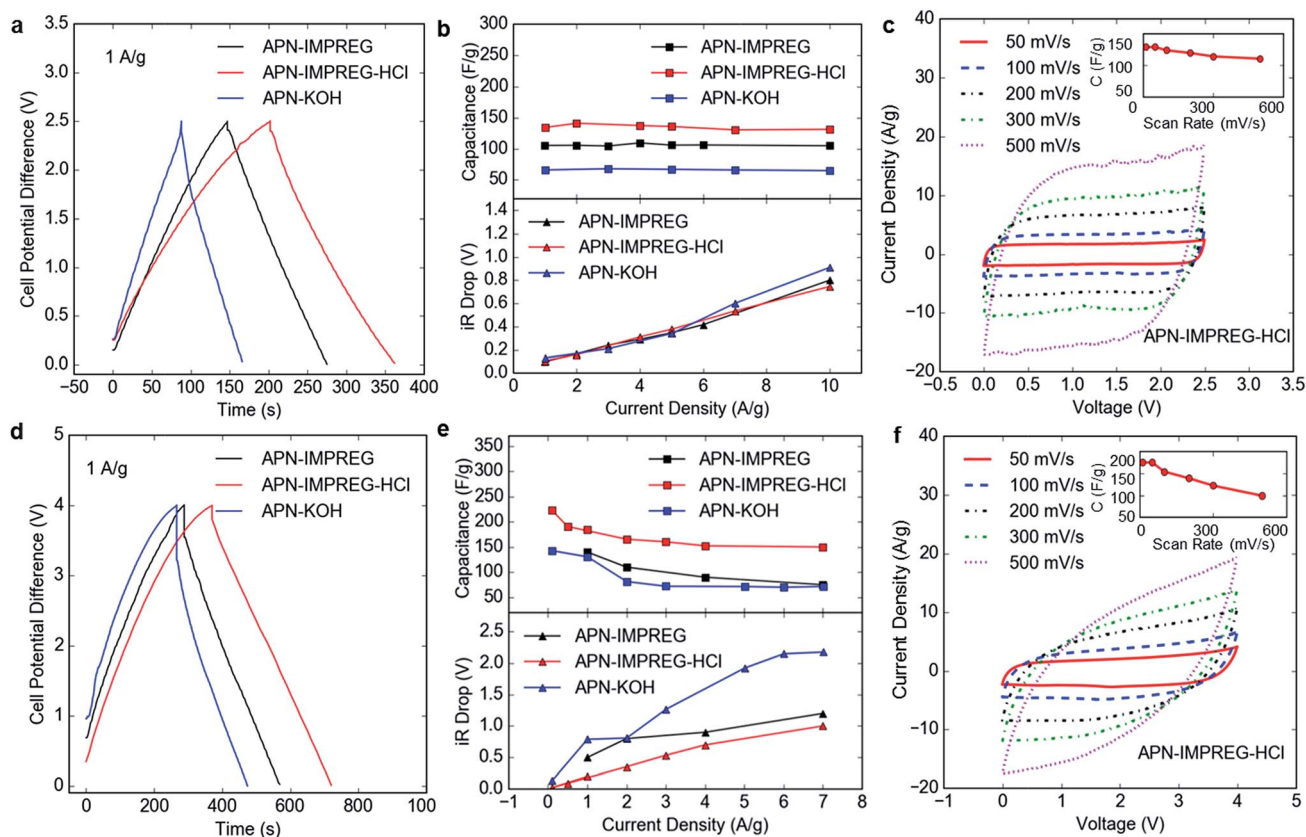 a
1 A/g
APN-IMPREG
APN-IMPREG-HCl
APN-KOH
Cell Potential Difference (V)
4.0
3.5
3.0
2.5
2.0
1.5
1.0
0.5
0.0
−50 0 50 100 150 200 250 300 350 400
Time (s)
b
APN-IMPREG
APN-IMPREG-HCl
APN-KOH
Capacitance (F/g)
300
250
200
150
100
50
APN-IMPREG
APN-IMPREG-HCl
APN-KOH
iR Drop (V)
1.4
1.2
1.0
0.8
0.6
0.4
0.2
0 2 4 6 8 10
Current Density (A/g)
c
50 mV/s
100 mV/s
200 mV/s
300 mV/s
500 mV/s
C (F/g)
150
100
50
0 300 600
Scan Rate (mV/s)
Current Density (A/g)
40
30
20
10
0
−10
−20
APN-IMPREG-HCl
−0.5 0.0 0.5 1.0 1.5 2.0 2.5 3.0 3.5
Voltage (V)
d
1 A/g
APN-IMPREG
APN-IMPREG-HCl
APN-KOH
Cell Potential Difference (V)
5
4
3
2
1
0
0 200 400 600 800 100
Time (s)
e
APN-IMPREG
APN-IMPREG-HCl
APN-KOH
Capacitance (F/g)
350
300
250
200
150
100
50
APN-IMPREG
APN-IMPREG-HCl
APN-KOH
iR Drop (V)
2.5
2.0
1.5
1.0
0.5
0.0
−1 0 1 2 3 4 5 6 7 8
Current Density (A/g)
f
50 mV/s
100 mV/s
200 mV/s
300 mV/s
500 mV/s
C (F/g)
200
150
100
50
0 300 600
Scan Rate (mV/s)
Current Density (A/g)
40
30
20
10
0
−10
−20
APN-IMPREG-HCl
−1 0 1 2 3 4 5
Voltage (V)